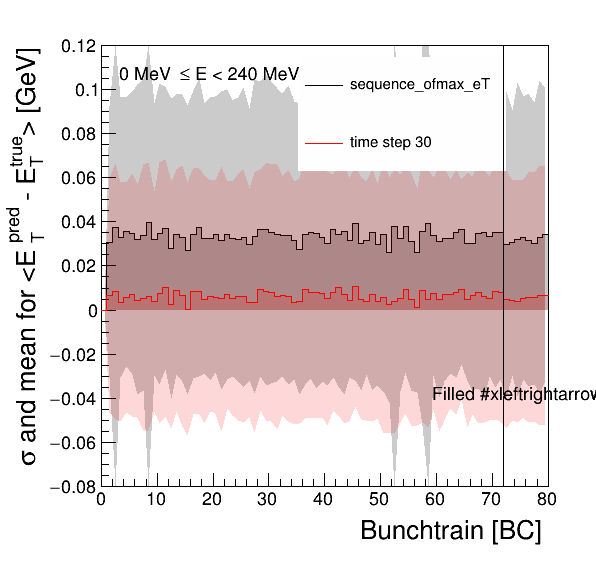 σ and mean for <E_T^pred - E_T^true> [GeV]
0.12
0.1
0.08
0.06
0.04
0.02
0
−0.02
−0.04
−0.06
−0.08
0 MeV ≤ E < 240 MeV
sequence_ofmax_eT
time step 30
Filled #xleftrightarrow
0 10 20 30 40 50 60 70 80
Bunchtrain [BC]